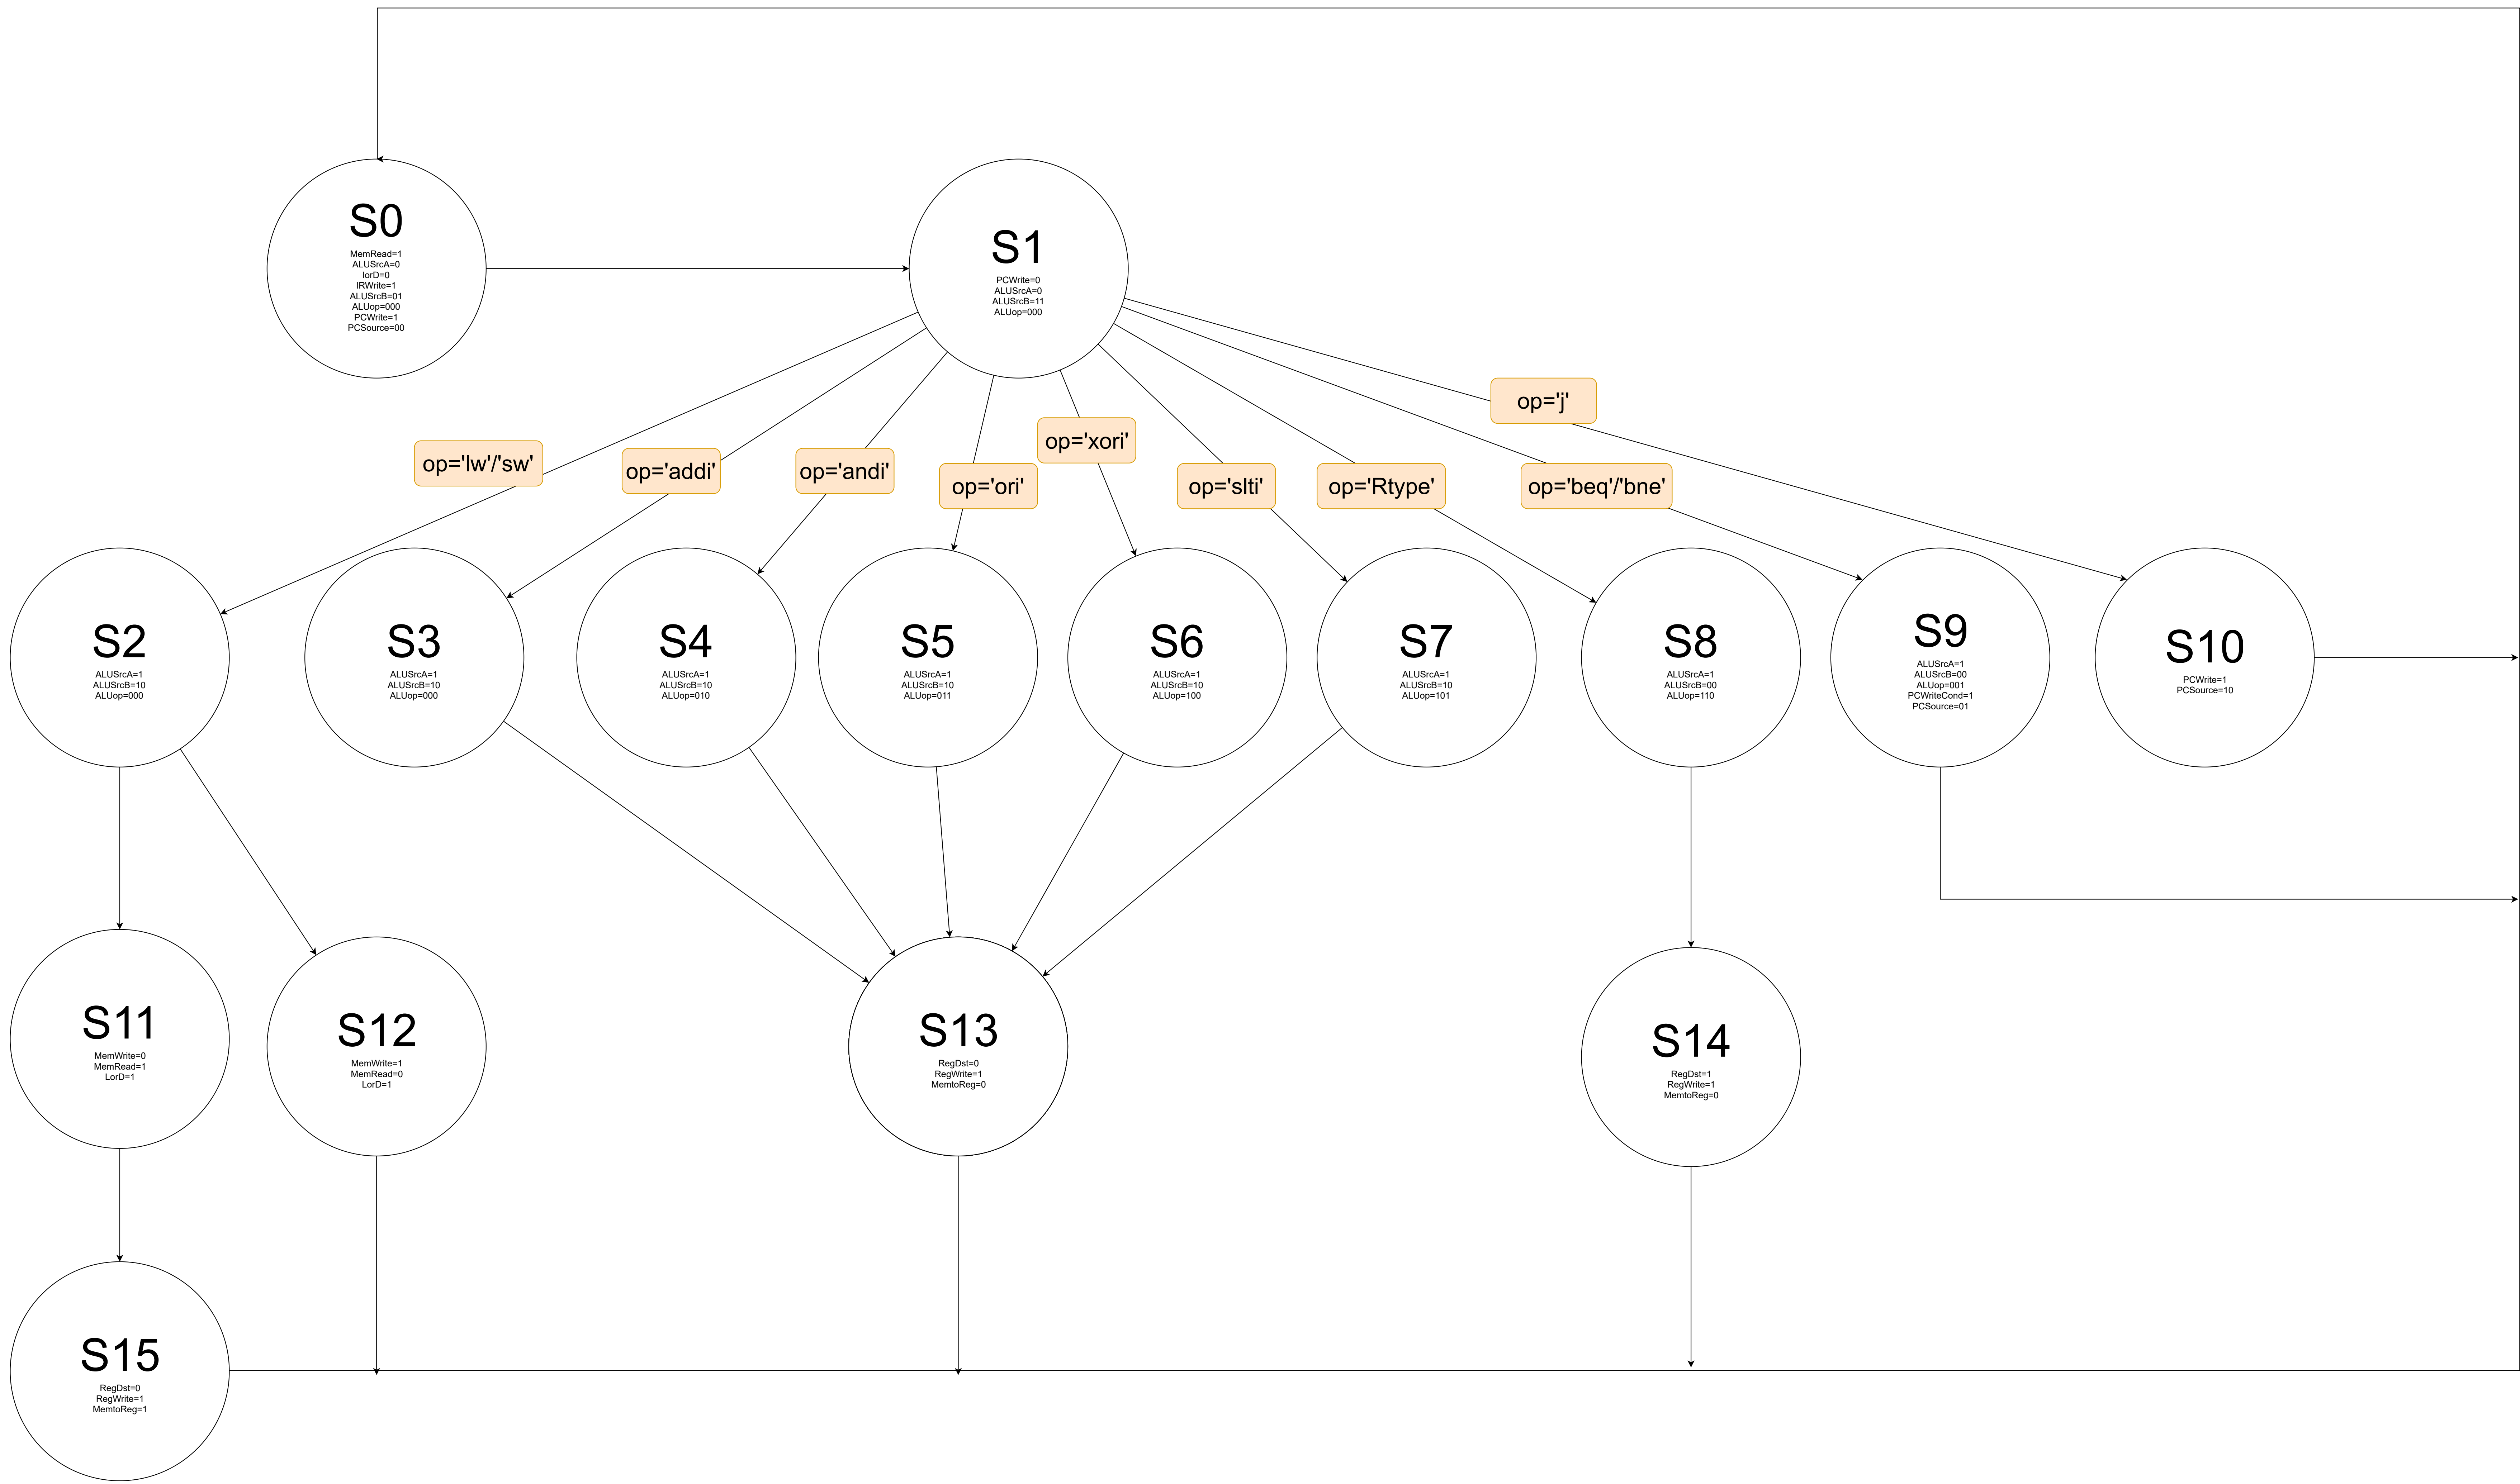 S0
MemRead=1
ALUSrcA=0
IorD=0
IRWrite=1
ALUSrcB=01
ALUop=000
PCWrite=1
PCSource=00
S1
PCWrite=0
ALUSrcA=0
ALUSrcB=11
ALUop=000
op='j'
op='lw'/'sw'
op='addi'
op='andi'
op='ori'
op='xori'
op='slti'
op='Rtype'
op='beq'/'bne'
S2
ALUSrcA=1
ALUSrcB=10
ALUop=000
S3
ALUSrcA=1
ALUSrcB=10
ALUop=000
S4
ALUSrcA=1
ALUSrcB=10
ALUop=010
S5
ALUSrcA=1
ALUSrcB=10
ALUop=011
S6
ALUSrcA=1
ALUSrcB=10
ALUop=100
S7
ALUSrcA=1
ALUSrcB=10
ALUop=101
S8
ALUSrcA=1
ALUSrcB=00
ALUop=110
S9
ALUSrcA=1
ALUSrcB=00
ALUop=001
PCWriteCond=1
PCSource=01
S10
PCWrite=1
PCSource=10
S11
MemWrite=0
MemRead=1
LorD=1
S12
MemWrite=1
MemRead=0
LorD=1
S13
RegDst=0
RegWrite=1
MemtoReg=0
S14
RegDst=1
RegWrite=1
MemtoReg=0
S15
RegDst=0
RegWrite=1
MemtoReg=1